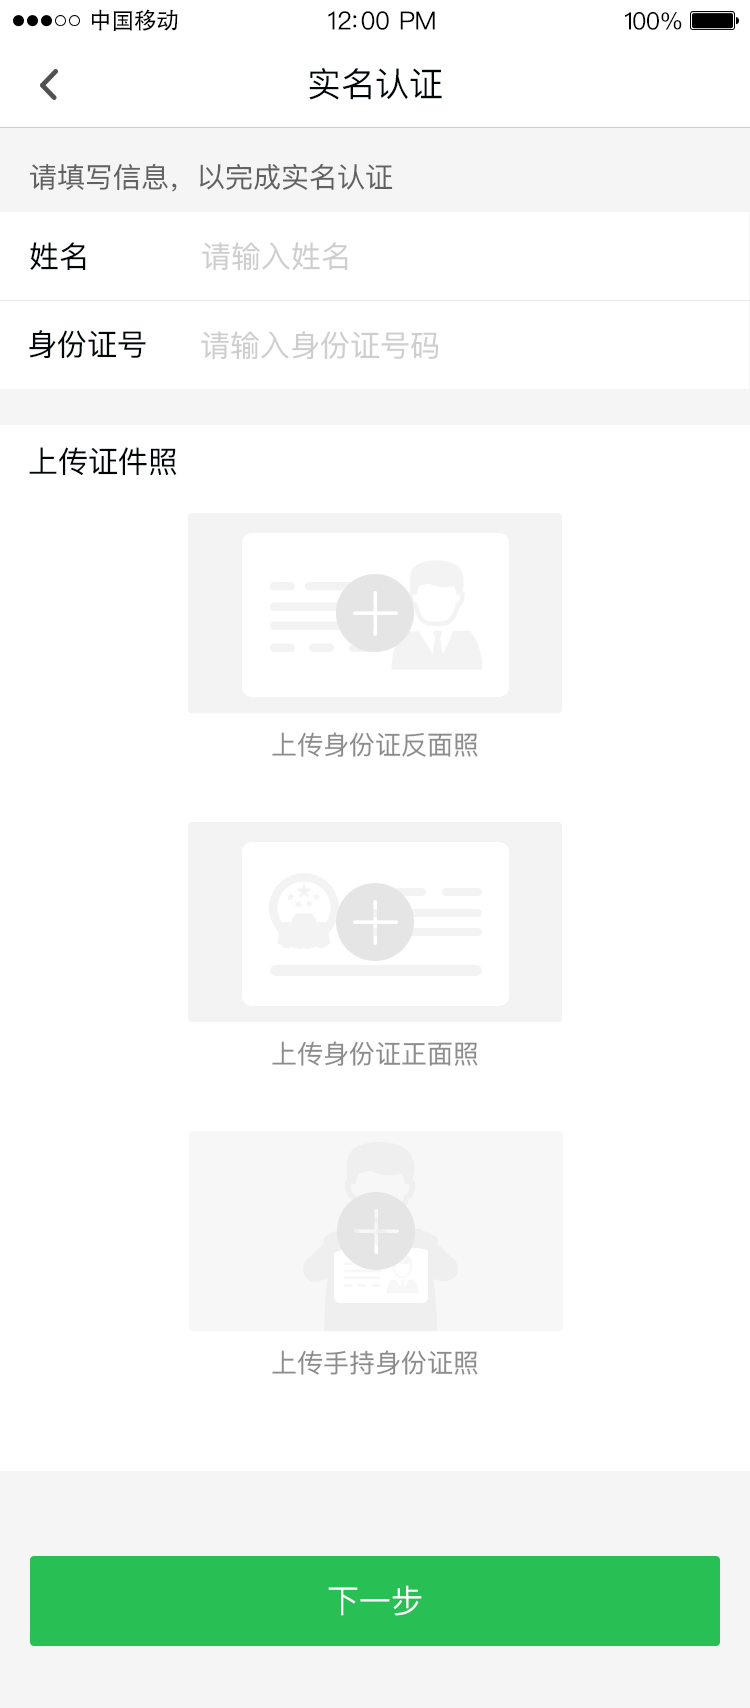 中国移动 12:00 PM 100%
实名认证
请填写信息，以完成实名认证
姓名 请输入姓名
身份证号 请输入身份证号码
上传证件照
上传身份证反面照
上传身份证正面照
上传手持身份证照
下一步